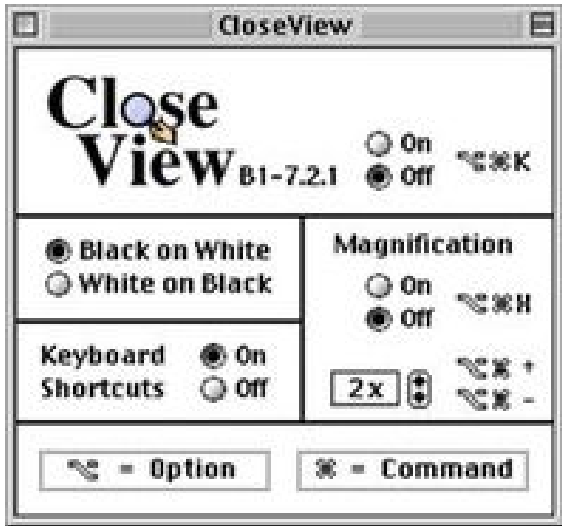 CloseView
Close
View B1-7.2.1
On
Off
⌥⌘K
Black on White
White on Black
Magnification
On
Off
⌥⌘X
Keyboard Shortcuts
On
Off
2x
⌥⌘ +
⌥⌘ -
⌥ = Option
⌘ = Command